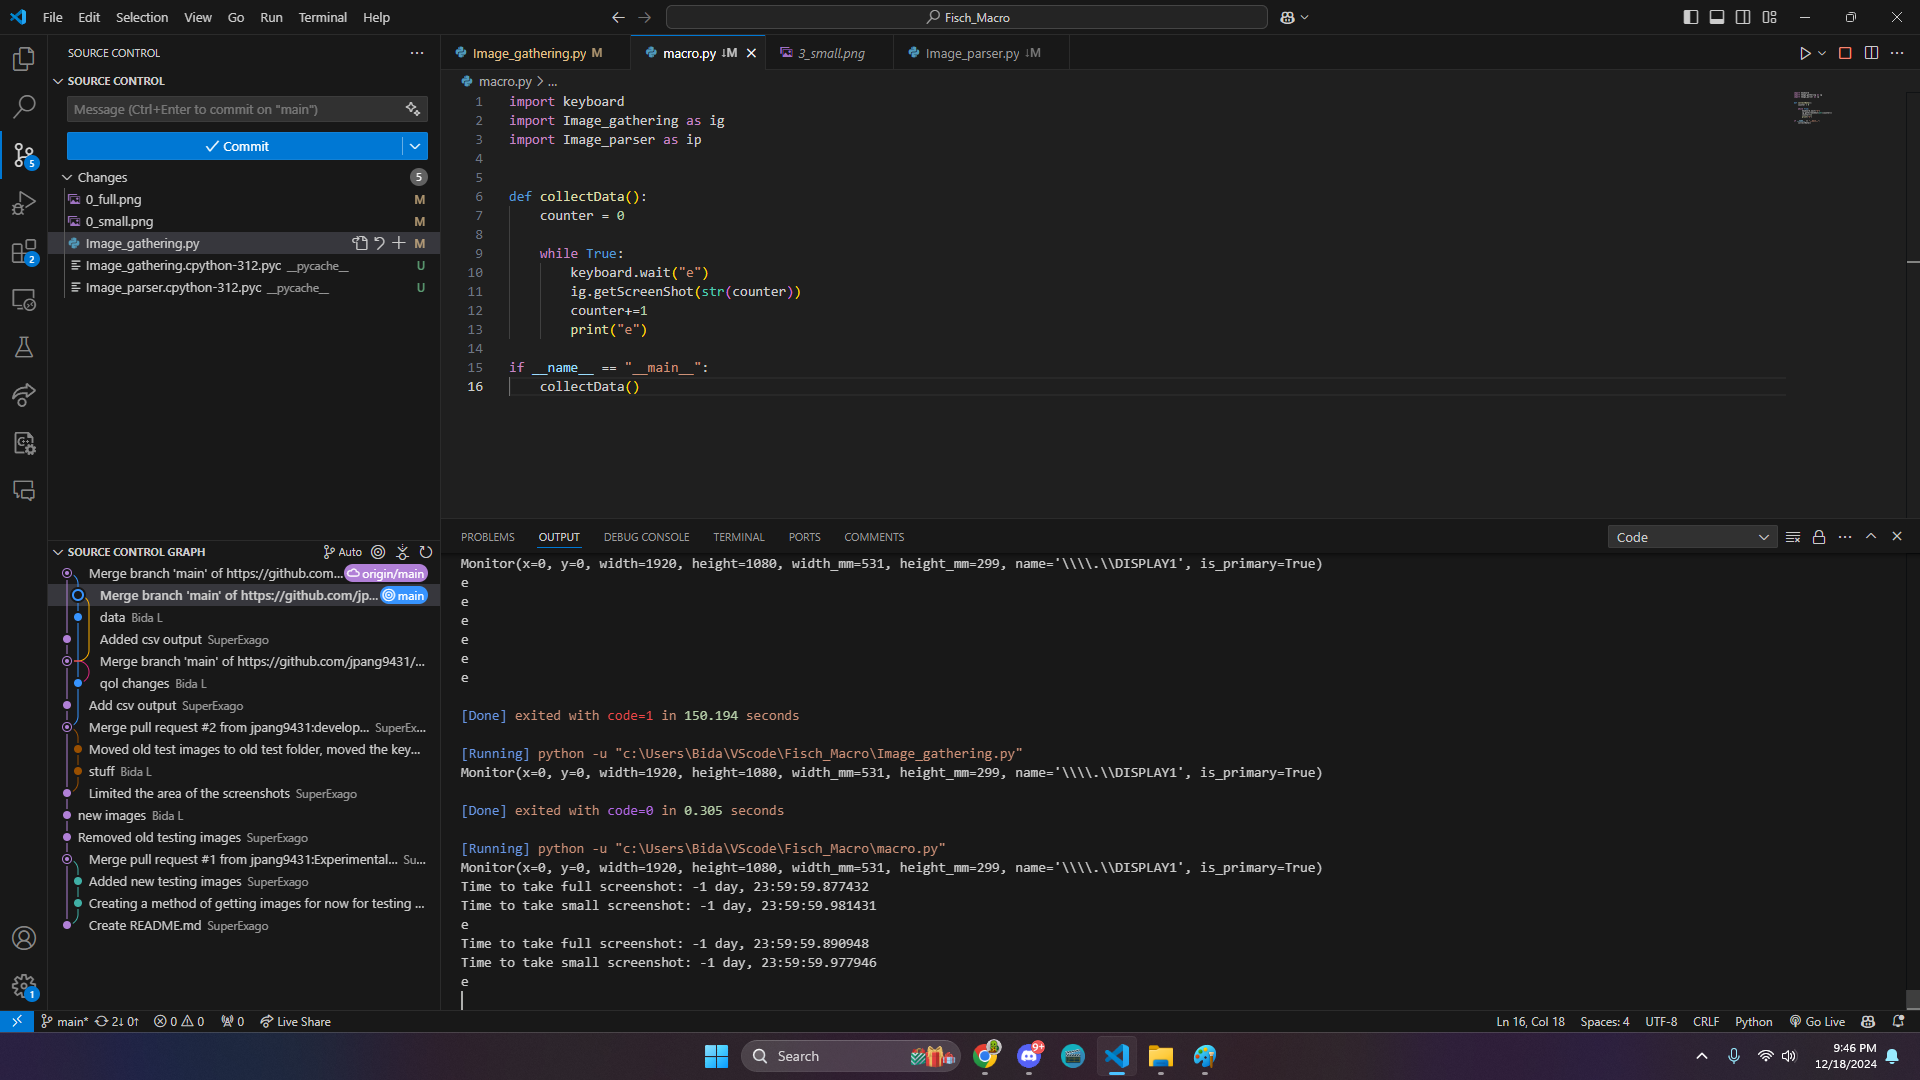 File Edit Selection View Go Run Terminal Help
Fisch_Macro
SOURCE CONTROL
SOURCE CONTROL
Message (Ctrl+Enter to commit on "main")
Commit
Changes 5
0_full.png M
0_small.png M
Image_gathering.py M
Image_gathering.cpython-312.pyc __pycache__ U
Image_parser.cpython-312.pyc __pycache__ U
5
2
1
SOURCE CONTROL GRAPH Auto
Merge branch 'main' of https://github.com... origin/main
Merge branch 'main' of https://github.com/jp... main
data Bida L
Added csv output SuperExago
Merge branch 'main' of https://github.com/jpang9431/...
qol changes Bida L
Add csv output SuperExago
Merge pull request #2 from jpang9431:develop... SuperEx...
Moved old test images to old test folder, moved the key...
stuff Bida L
Limited the area of the screenshots SuperExago
new images Bida L
Removed old testing images SuperExago
Merge pull request #1 from jpang9431:Experimental... Su...
Added new testing images SuperExago
Creating a method of getting images for now for testing ...
Create README.md SuperExago
Image_gathering.py M
macro.py ↓M
3_small.png
Image_parser.py ↓M
macro.py > ...
1 import keyboard
2 import Image_gathering as ig
3 import Image_parser as ip
4
5
6 def collectData():
7 counter = 0
8
9 while True:
10 keyboard.wait("e")
11 ig.getScreenShot(str(counter))
12 counter+=1
13 print("e")
14
15 if __name__ == "__main__":
16 collectData()
PROBLEMS OUTPUT DEBUG CONSOLE TERMINAL PORTS COMMENTS
Code
Monitor(x=0, y=0, width=1920, height=1080, width_mm=531, height_mm=299, name='\\\\.\\DISPLAY1', is_primary=True)
e
e
e
e
e
e
[Done] exited with code=1 in 150.194 seconds
[Running] python -u "c:\Users\Bida\VScode\Fisch_Macro\Image_gathering.py"
Monitor(x=0, y=0, width=1920, height=1080, width_mm=531, height_mm=299, name='\\\\.\\DISPLAY1', is_primary=True)
[Done] exited with code=0 in 0.305 seconds
[Running] python -u "c:\Users\Bida\VScode\Fisch_Macro\macro.py"
Monitor(x=0, y=0, width=1920, height=1080, width_mm=531, height_mm=299, name='\\\\.\\DISPLAY1', is_primary=True)
Time to take full screenshot: -1 day, 23:59:59.877432
Time to take small screenshot: -1 day, 23:59:59.981431
e
Time to take full screenshot: -1 day, 23:59:59.890948
Time to take small screenshot: -1 day, 23:59:59.977946
e
main* 2↓ 0↑ 0 0 0 Live Share
Ln 16, Col 18 Spaces: 4 UTF-8 CRLF Python Go Live
Search
9+
9:46 PM
12/18/2024